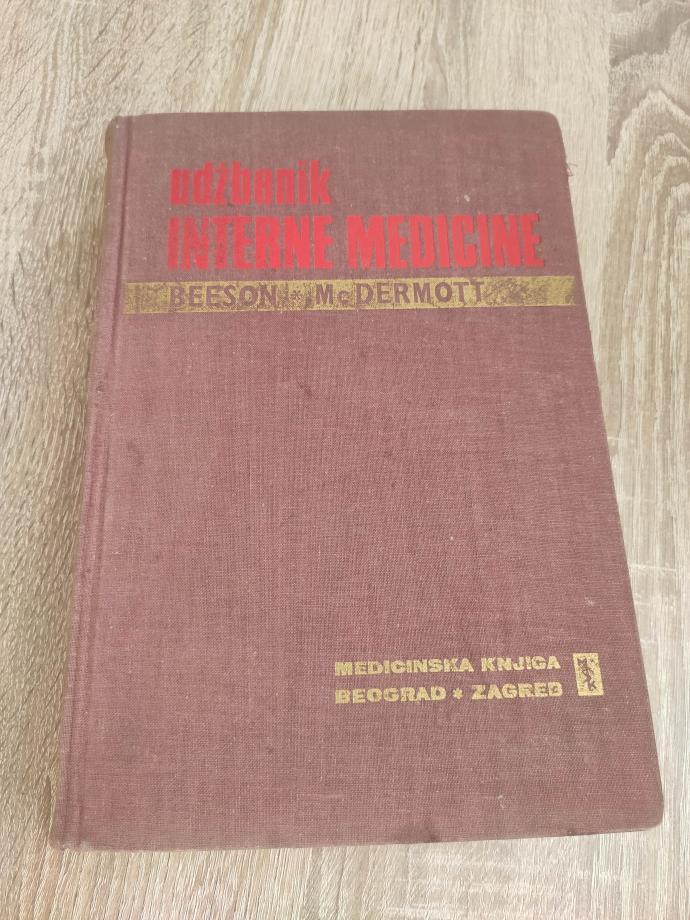 udžbenik
INTERNE MEDICINE
BEESON * McDERMOTT
MEDICINSKA KNJIGA
BEOGRAD * ZAGREB